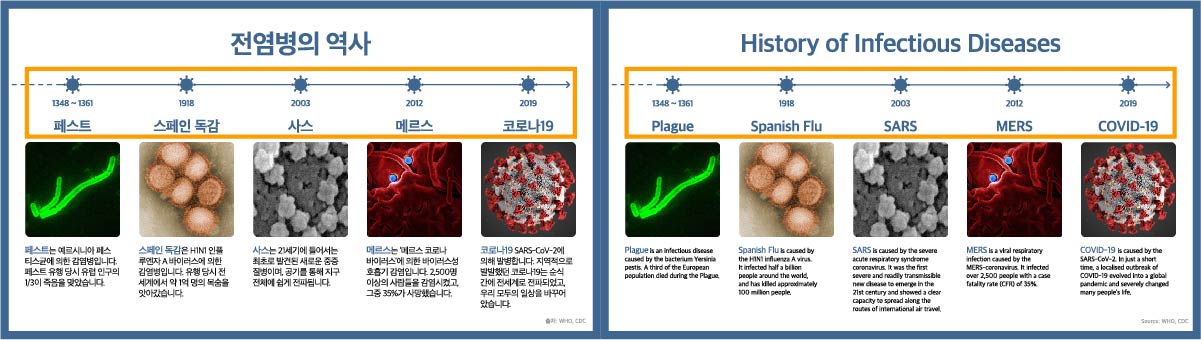 전염병의 역사
1348 ~ 1361
1918
2003
2012
2019
페스트
스페인 독감
사스
메르스
코로나19
페스트는 예르시니아 페스
티스균에 의한 감염병입니다.
페스트 유행 당시 유럽 인구의
1/3이 죽음을 맞았습니다.
스페인 독감은 H1N1 인플
루엔자 A 바이러스에 의한
감염병입니다. 유행 당시 전
세계에서 약 1억 명의 목숨을
앗아갔습니다.
사스는 21세기에 들어서는
최초로 발견된 새로운 중증
질병이며, 공기를 통해 지구
전체에 쉽게 전파됩니다.
메르스는 '메르스 코로나
바이러스'에 의한 바이러스성
호흡기 감염입니다. 2,500명
이상의 사람들을 감염시켰고,
그중 35%가 사망했습니다.
코로나19 SARS-CoV-2에
의해 발병합니다. 지역적으로
발발했던 코로나19는 순식
간에 전세계로 전파되었고,
우리 모두의 일상을 바꾸어
있습니다.
출처: WHO, CDC
History of Infectious Diseases
1348 ~ 1361
1918
2003
2012
2019
Plague
Spanish Flu
SARS
MERS
COVID-19
Plague is an infectious disease
caused by the bacterium Yersinia
pestis. A third of the European
population died during the Plague.
Spanish Flu is caused by
the H1N1 influenza A virus.
It infected half a billion
people around the world,
and has killed approximately
100 million people.
SARS is caused by the severe
acute respiratory syndrome
coronavirus. It was the first
severe and readily transmissible
new disease to emerge in the
21st century and showed a clear
capacity to spread along the
routes of international air travel.
MERS is a viral respiratory
infection caused by the
MERS-coronavirus. It infected
over 2,500 people with a case
fatality rate (CFR) of 35%.
COVID-19 is caused by the
SARS-CoV-2. In just a short
time, a localised outbreak of
COVID-19 evolved into a global
pandemic and severely changed
many people's life.
Source: WHO, CDC